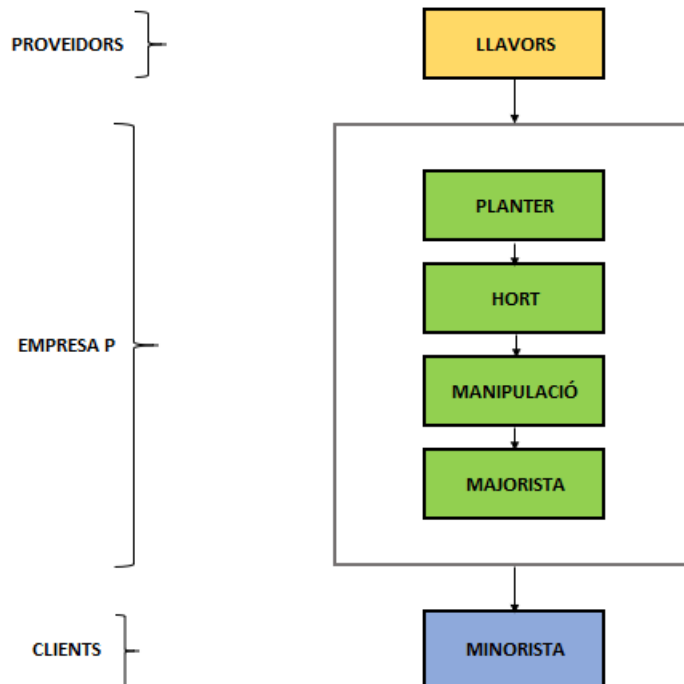 PROVEIDORS
LLAVORS
PLANTER
HORT
EMPRESA P
MANIPULACIÓ
MAJORISTA
CLIENTS
MINORISTA